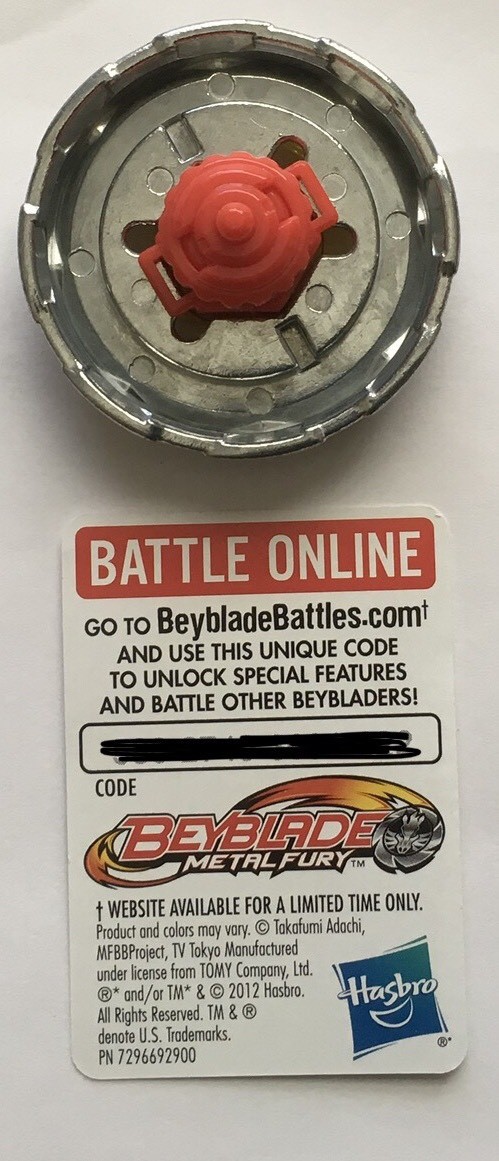 BATTLE ONLINE
GO TO BeybladeBattles.com†
AND USE THIS UNIQUE CODE
TO UNLOCK SPECIAL FEATURES
AND BATTLE OTHER BEYBLADERS!
CODE
BEYBLADE
METAL FURY™
† WEBSITE AVAILABLE FOR A LIMITED TIME ONLY.
Product and colors may vary. © Takafumi Adachi,
MFBBProject, TV Tokyo Manufactured
under license from TOMY Company, Ltd.
®* and/or TM* & © 2012 Hasbro.
All Rights Reserved. TM & ®
denote U.S. Trademarks.
PN 7296692900
Hasbro
®*